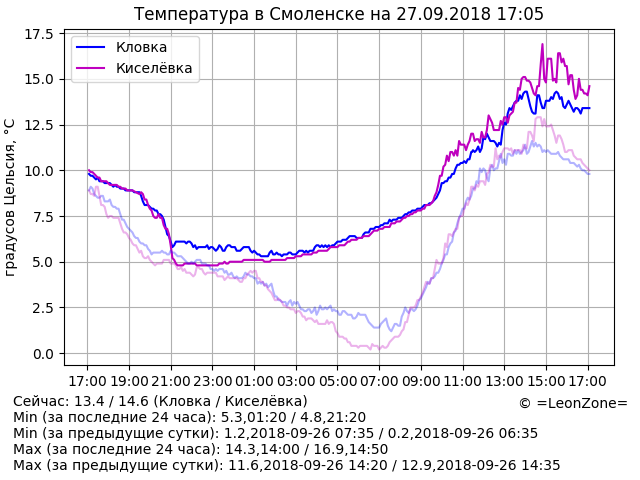 Температура в Смоленске на 27.09.2018 17:05
Кловка
Киселёвка
градусов Цельсия, °C
17.5
15.0
12.5
10.0
7.5
5.0
2.5
0.0
17:00 19:00 21:00 23:00 01:00 03:00 05:00 07:00 09:00 11:00 13:00 15:00 17:00
Сейчас: 13.4 / 14.6 (Кловка / Киселёвка)
© =LeonZone=
Min (за последние 24 часа): 5.3,01:20 / 4.8,21:20
Min (за предыдущие сутки): 1.2,2018-09-26 07:35 / 0.2,2018-09-26 06:35
Max (за последние 24 часа): 14.3,14:00 / 16.9,14:50
Max (за предыдущие сутки): 11.6,2018-09-26 14:20 / 12.9,2018-09-26 14:35